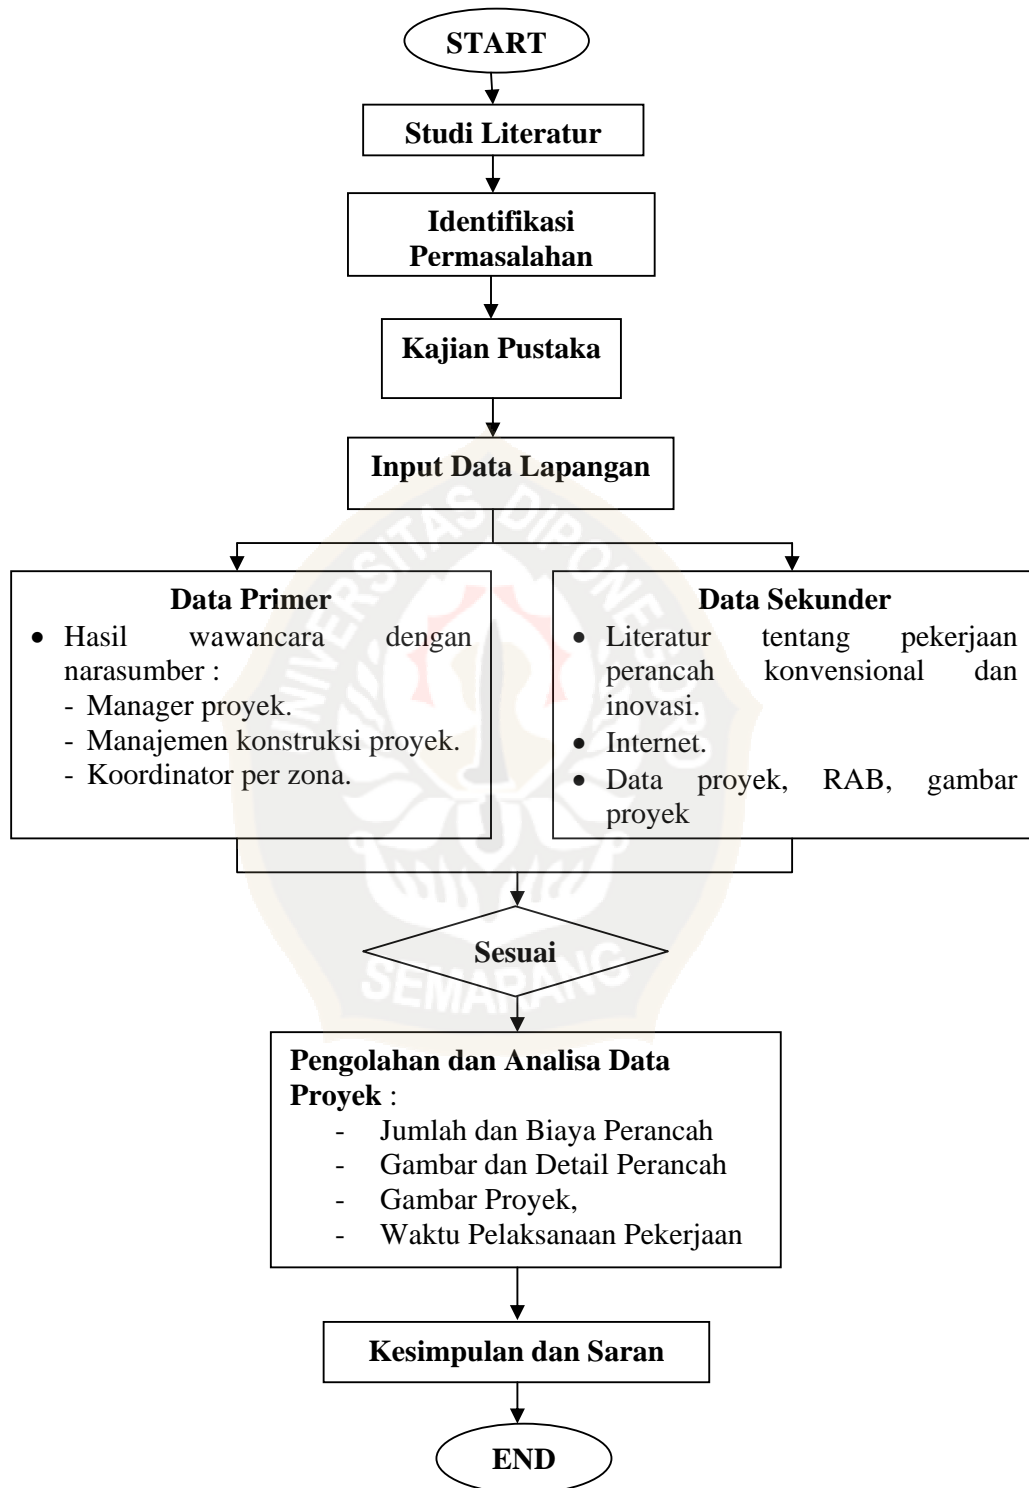 START
Studi Literatur
Identifikasi
Permasalahan
Kajian Pustaka
Input Data Lapangan
Data Primer
• Hasil wawancara dengan
narasumber :
- Manager proyek.
- Manajemen konstruksi proyek.
- Koordinator per zona.
Data Sekunder
• Literatur tentang pekerjaan
perancah konvensional dan
inovasi.
• Internet.
• Data proyek, RAB, gambar
proyek
UNIVERSITAS DIPONEGORO
Sesuai
SEMARANG
Pengolahan dan Analisa Data
Proyek :
- Jumlah dan Biaya Perancah
- Gambar dan Detail Perancah
- Gambar Proyek,
- Waktu Pelaksanaan Pekerjaan
Kesimpulan dan Saran
END